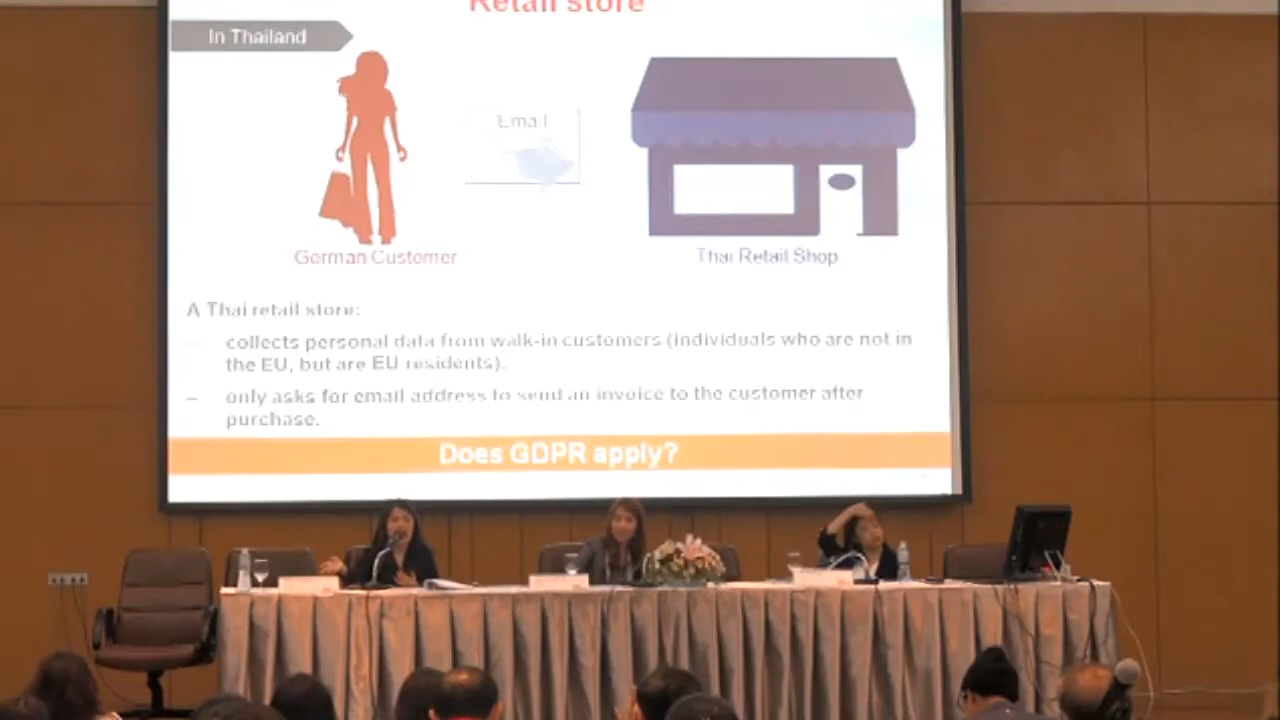 Retail store
In Thailand
Email
German Customer
Thai Retail Shop
A Thai retail store:
– collects personal data from walk-in customers (individuals who are not in
the EU, but are EU residents).
– only asks for email address to send an invoice to the customer after
purchase.
Does GDPR apply?